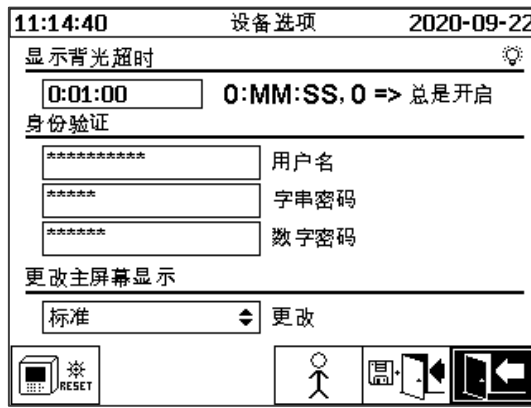 11:14:40 设备选项 2020-09-22
显示背光超时
0:01:00 0:MM:SS, 0 => 总是开启
身份验证
********** 用户名
***** 字串密码
****** 数字密码
更改主屏幕显示
标准 更改
RESET